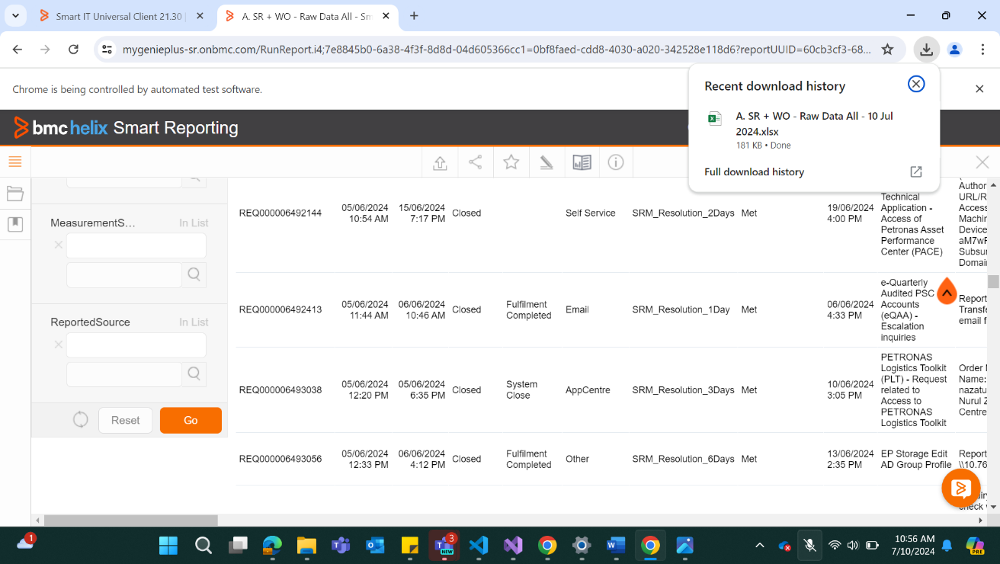 Smart IT Universal Client 21.30
A. SR + WO - Raw Data All - Sm
mygenieplus-sr.onbmc.com/RunReport.i4;7e8845b0-6a38-4f3f-8d8d-04d605366cc1=0bf8faed-cdd8-4030-a020-342528e118d6?reportUUID=60cb3cf3-68...
Chrome is being controlled by automated test software.
Recent download history
A. SR + WO - Raw Data All - 10 Jul
2024.xlsx
181 KB • Done
Full download history
bmc helix Smart Reporting
MeasurementS... In List
ReportedSource In List
Reset
Go
REQ000006492144
05/06/2024
10:54 AM
15/06/2024
7:17 PM
Closed
Self Service
SRM_Resolution_2Days
Met
19/06/2024
4:00 PM
Technical
Application -
Access of
Petronas Asset
Performance
Center (PACE)
Author
URL/R
Access
Machin
Device
aM7wF
Subsu
Domai
REQ000006492413
05/06/2024
11:44 AM
06/06/2024
10:46 AM
Closed
Fulfilment
Completed
Email
SRM_Resolution_1Day
Met
06/06/2024
4:33 PM
e-Quarterly
Audited PSC
Accounts
(eQAA) -
Escalation
inquiries
Report
Transfe
email f
REQ000006493038
05/06/2024
12:20 PM
05/06/2024
6:35 PM
Closed
System
Close
AppCentre
SRM_Resolution_3Days
Met
10/06/2024
3:05 PM
PETRONAS
Logistics Toolkit
(PLT) - Request
related to
Access to
PETRONAS
Logistics Toolkit
Order
Name:
nazatu
Nurul
Centre
REQ000006493056
05/06/2024
12:33 PM
06/06/2024
4:12 PM
Closed
Fulfilment
Completed
Other
SRM_Resolution_6Days
Met
13/06/2024
2:35 PM
EP Storage Edit
AD Group Profile
Report
\\10.76
check
1
3
NEW
10:56 AM
7/10/2024
PRE